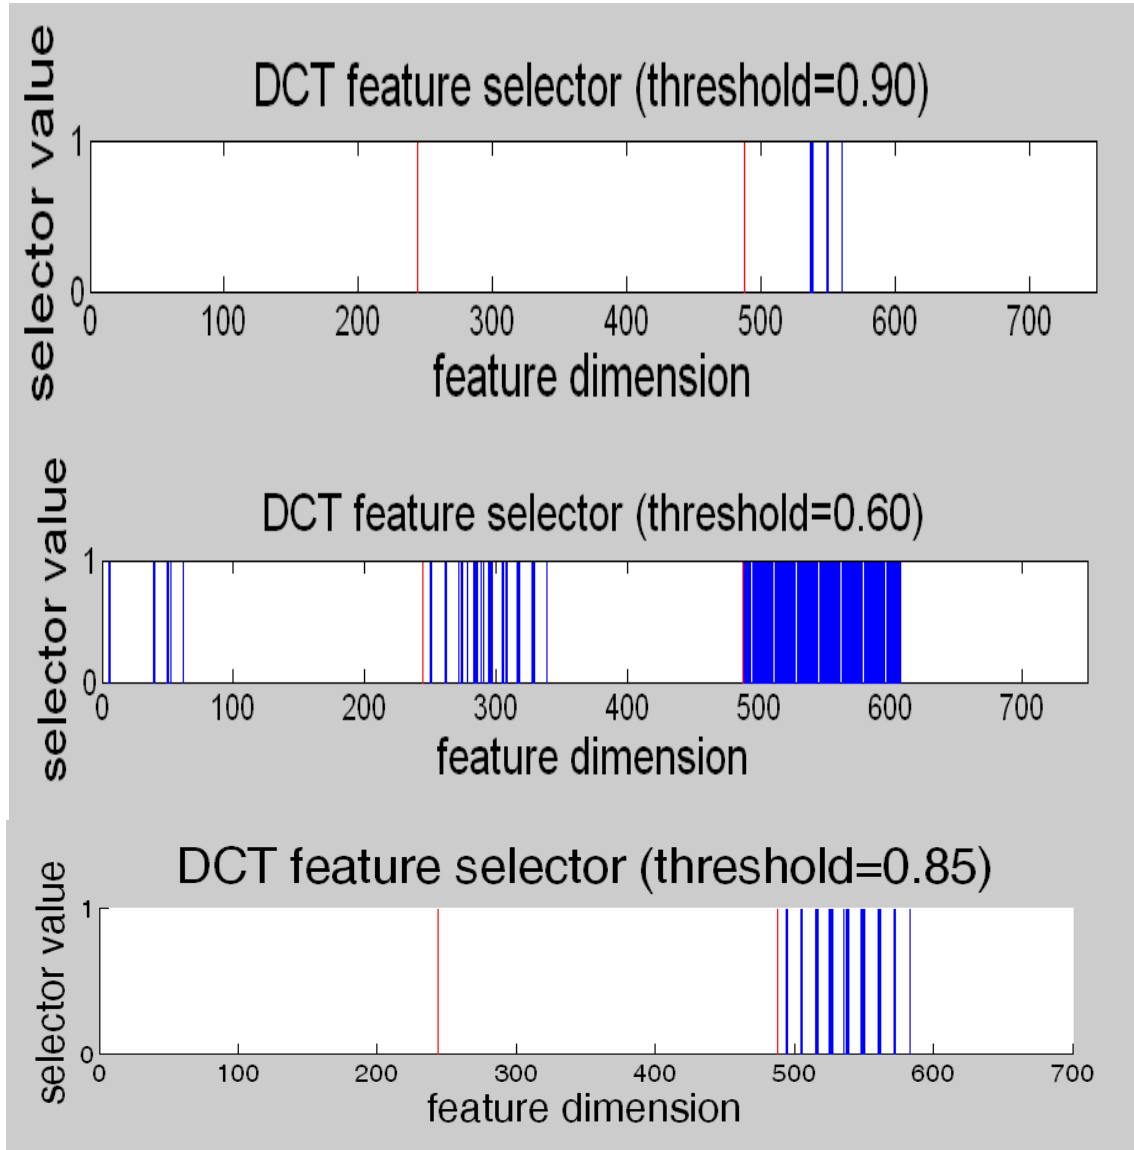 DCT feature selector (threshold=0.90)
selector value
1
0
0 100 200 300 400 500 600 700
feature dimension
DCT feature selector (threshold=0.60)
selector value
1
0
0 100 200 300 400 500 600 700
feature dimension
DCT feature selector (threshold=0.85)
selector value
1
0
0 100 200 300 400 500 600 700
feature dimension